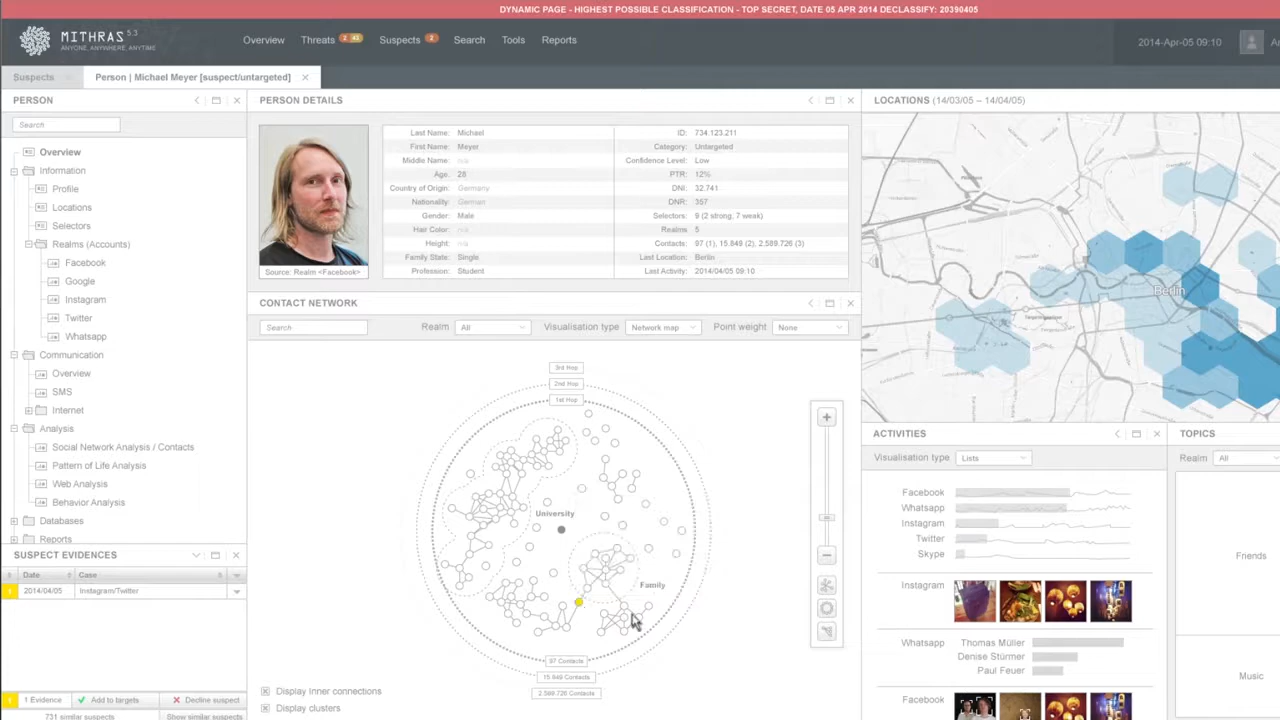 DYNAMIC PAGE - HIGHEST POSSIBLE CLASSIFICATION - TOP SECRET, DATE 05 APR 2014 DECLASSIFY: 20390405
MITHRAS 5.3
ANYONE, ANYWHERE, ANYTIME
Overview Threats 2 41 Suspects 2 Search Tools Reports
2014-Apr-05 09:10
Suspects
Person | Michael Meyer [suspect/untargeted]
PERSON
Search
Overview
Information
Profile
Locations
Selectors
Realms (Accounts)
Facebook
Google
Instagram
Twitter
Whatsapp
Communication
Overview
SMS
Internet
Analysis
Social Network Analysis / Contacts
Pattern of Life Analysis
Web Analysis
Behavior Analysis
Databases
Reports
SUSPECT EVIDENCES
Date Case
2014/04/05 Instagram/Twitter
1 Evidence Add to targets Decline suspect
731 similar suspects Show similar suspects
PERSON DETAILS
Source: Realm <Facebook>
Last Name: Michael
First Name: Meyer
Middle Name: n/a
Age: 28
Country of Origin: Germany
Nationality: German
Gender: Male
Hair Color: n/a
Height: n/a
Family State: Single
Profession: Student
ID: 734.123.211
Category: Untargeted
Confidence Level: Low
PTR: 12%
DNI: 32.741
DNR: 357
Selectors: 9 (2 strong, 7 weak)
Realms: 5
Contacts: 97 (1), 15.849 (2), 2.589.726 (3)
Last Location: Berlin
Last Activity: 2014/04/05 09:10
CONTACT NETWORK
Search
Realm All Visualisation type Network map Point weight None
3rd Hop
2nd Hop
1st Hop
University
Family
97 Contacts
15 849 Contacts
2.599.726 Contacts
Display Inner connections
Display clusters
LOCATIONS (14/03/05 – 14/04/05)
Berlin
ACTIVITIES
Visualisation type Lists
Facebook
Whatsapp
Instagram
Twitter
Skype
Instagram
Whatsapp Thomas Müller
Denise Stürmer
Paul Feuer
Facebook
TOPICS
Realm All
Friends
Music